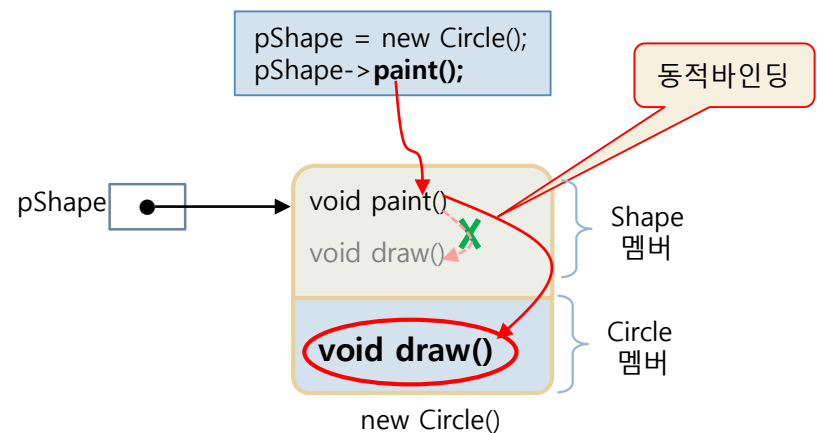 pShape = new Circle();
pShape->paint();
동적바인딩
pShape
void paint()
void draw()
Shape
멤버
void draw()
Circle
멤버
new Circle()